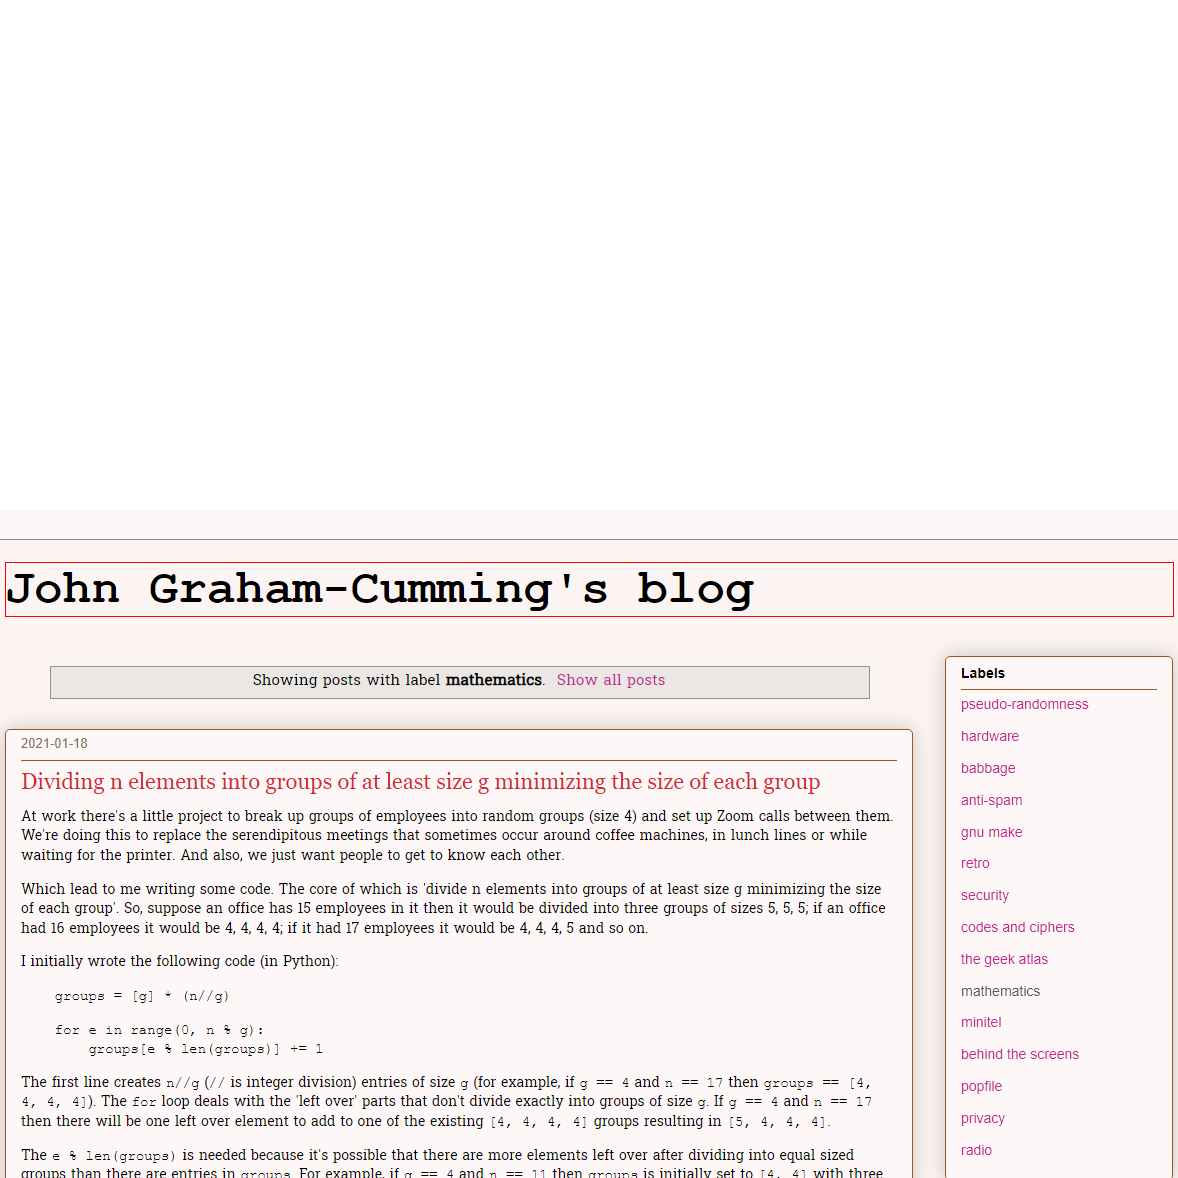 John Graham-Cumming's blog
Showing posts with label mathematics. Show all posts
2021-01-18
Dividing n elements into groups of at least size g minimizing the size of each group
At work there's a little project to break up groups of employees into random groups (size 4) and set up Zoom calls between them.
We're doing this to replace the serendipitous meetings that sometimes occur around coffee machines, in lunch lines or while
waiting for the printer. And also, we just want people to get to know each other.
Which lead to me writing some code. The core of which is 'divide n elements into groups of at least size g minimizing the size
of each group'. So, suppose an office has 15 employees in it then it would be divided into three groups of sizes 5, 5, 5; if an office
had 16 employees it would be 4, 4, 4, 4; if it had 17 employees it would be 4, 4, 4, 5 and so on.
I initially wrote the following code (in Python):
groups = [g] * (n//g)
for e in range(0, n % g):
groups[e % len(groups)] += 1
The first line creates n//g (// is integer division) entries of size g (for example, if g == 4 and n == 17 then groups == [4,
4, 4, 4]). The for loop deals with the 'left over' parts that don't divide exactly into groups of size g. If g == 4 and n == 17
then there will be one left over element to add to one of the existing [4, 4, 4, 4] groups resulting in [5, 4, 4, 4].
The e % len(groups) is needed because it's possible that there are more elements left over after dividing into equal sized
groups than there are entries in groups. For example, if g == 4 and n == 11 then groups is initially set to [4, 4] with three
Labels
pseudo-randomness
hardware
babbage
anti-spam
gnu make
retro
security
codes and ciphers
the geek atlas
mathematics
minitel
behind the screens
popfile
privacy
radio